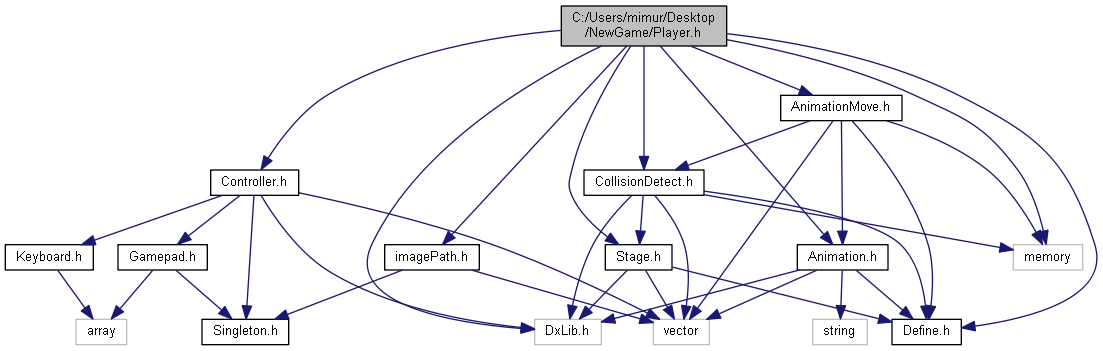 C:/Users/mimur/Desktop
/NewGame/Player.h
AnimationMove.h
Controller.h
CollisionDetect.h
Keyboard.h
Gamepad.h
imagePath.h
Stage.h
Animation.h
memory
array
Singleton.h
DxLib.h
vector
string
Define.h